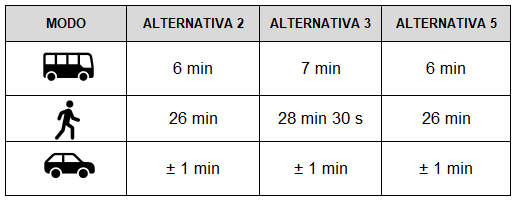 MODO ALTERNATIVA 2 ALTERNATIVA 3 ALTERNATIVA 5
6 min 7 min 6 min
26 min 28 min 30 s 26 min
± 1 min ± 1 min ± 1 min